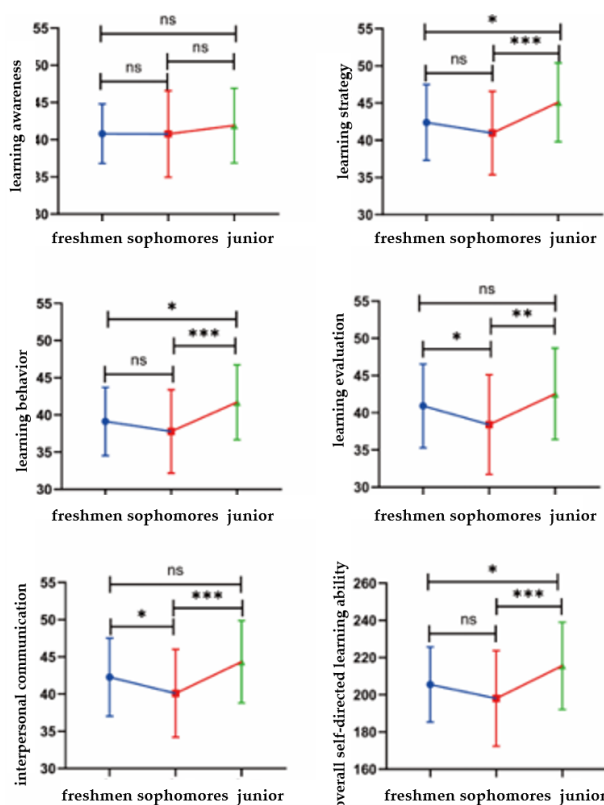 learning awareness
55
50
45
40
35
30
ns
ns
ns
freshmen sophomores junior
learning strategy
55
50
45
40
35
30
*
ns
***
freshmen sophomores junior
learning behavior
55
50
45
40
35
30
*
ns
***
freshmen sophomores junior
learning evaluation
55
50
45
40
35
30
ns
*
**
freshmen sophomores junior
interpersonal communication
55
50
45
40
35
30
ns
*
***
freshmen sophomores junior
overall self-directed learning ability
260
240
220
200
180
160
*
ns
***
freshmen sophomores junior